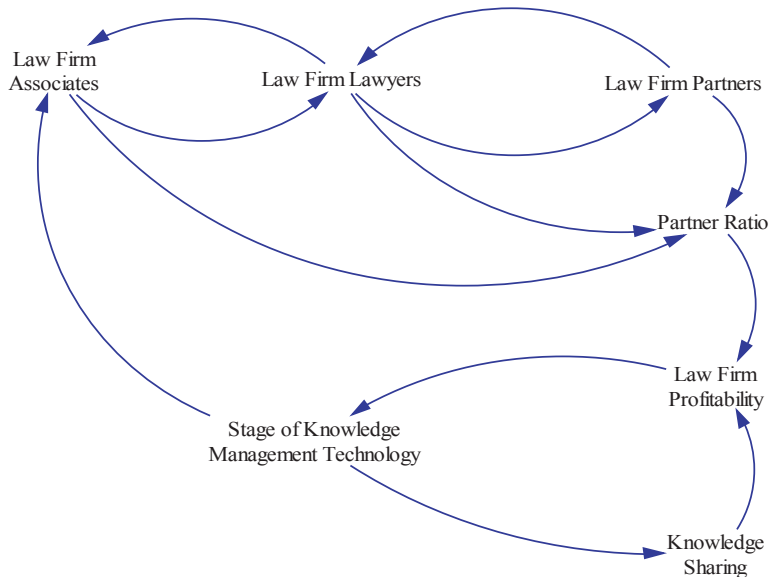 Law Firm
Associates
Law Firm Lawyers
Law Firm Partners
Partner Ratio
Law Firm
Profitability
Stage of Knowledge
Management Technology
Knowledge
Sharing